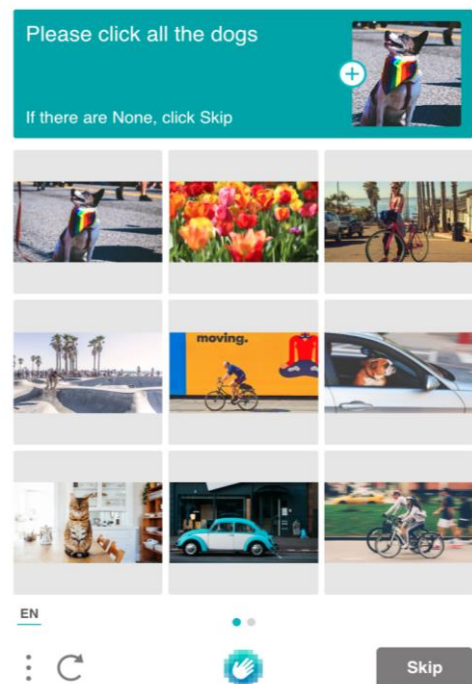 Please click all the dogs
If there are None, click Skip
moving.
EN
Skip